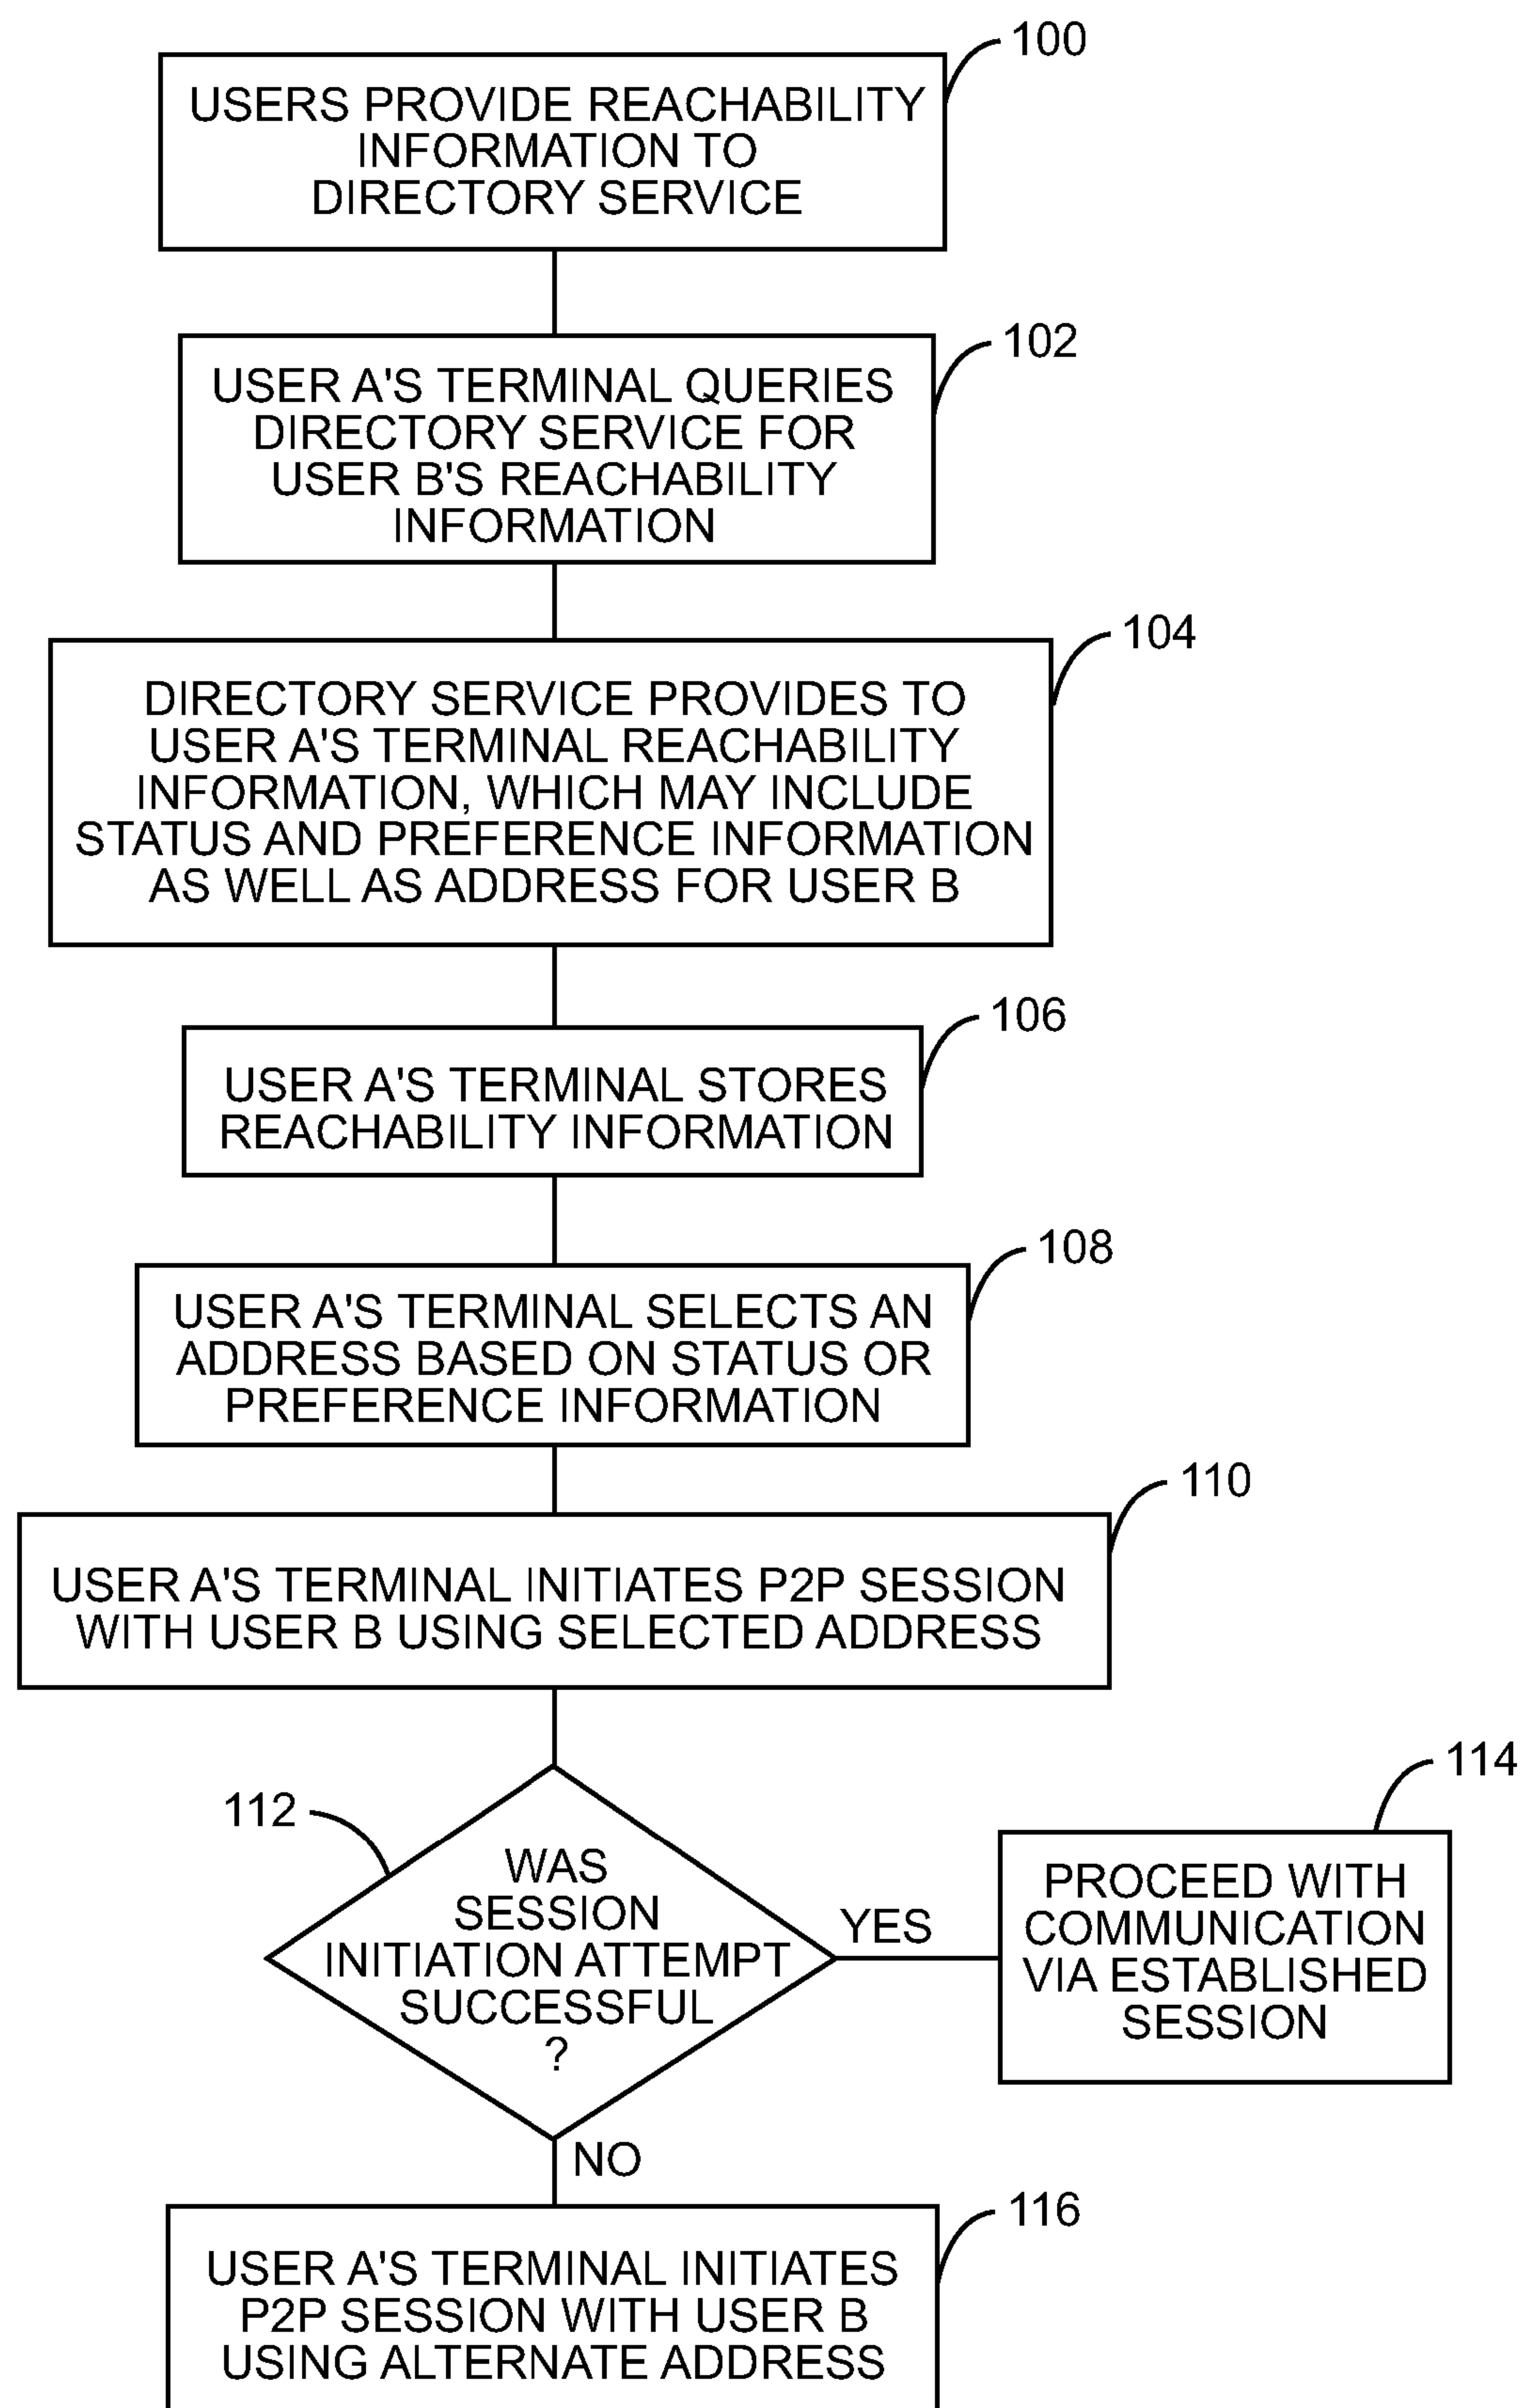 100
USERS PROVIDE REACHABILITY
INFORMATION TO
DIRECTORY SERVICE
102
USER A'S TERMINAL QUERIES
DIRECTORY SERVICE FOR
USER B'S REACHABILITY
INFORMATION
104
DIRECTORY SERVICE PROVIDES TO
USER A'S TERMINAL REACHABILITY
INFORMATION, WHICH MAY INCLUDE
STATUS AND PREFERENCE INFORMATION
AS WELL AS ADDRESS FOR USER B
106
USER A'S TERMINAL STORES
REACHABILITY INFORMATION
108
USER A'S TERMINAL SELECTS AN
ADDRESS BASED ON STATUS OR
PREFERENCE INFORMATION
110
USER A'S TERMINAL INITIATES P2P SESSION
WITH USER B USING SELECTED ADDRESS
112
WAS
SESSION
INITIATION ATTEMPT
SUCCESSFUL
?
YES
114
PROCEED WITH
COMMUNICATION
VIA ESTABLISHED
SESSION
NO
116
USER A'S TERMINAL INITIATES
P2P SESSION WITH USER B
USING ALTERNATE ADDRESS